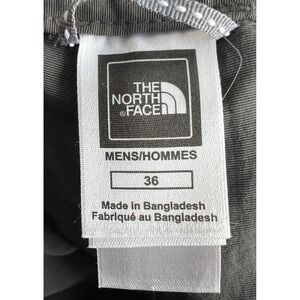 THE
NORTH
®FACE
MENS/HOMMES
36
Made in Bangladesh
Fabriqué au Bangladesh